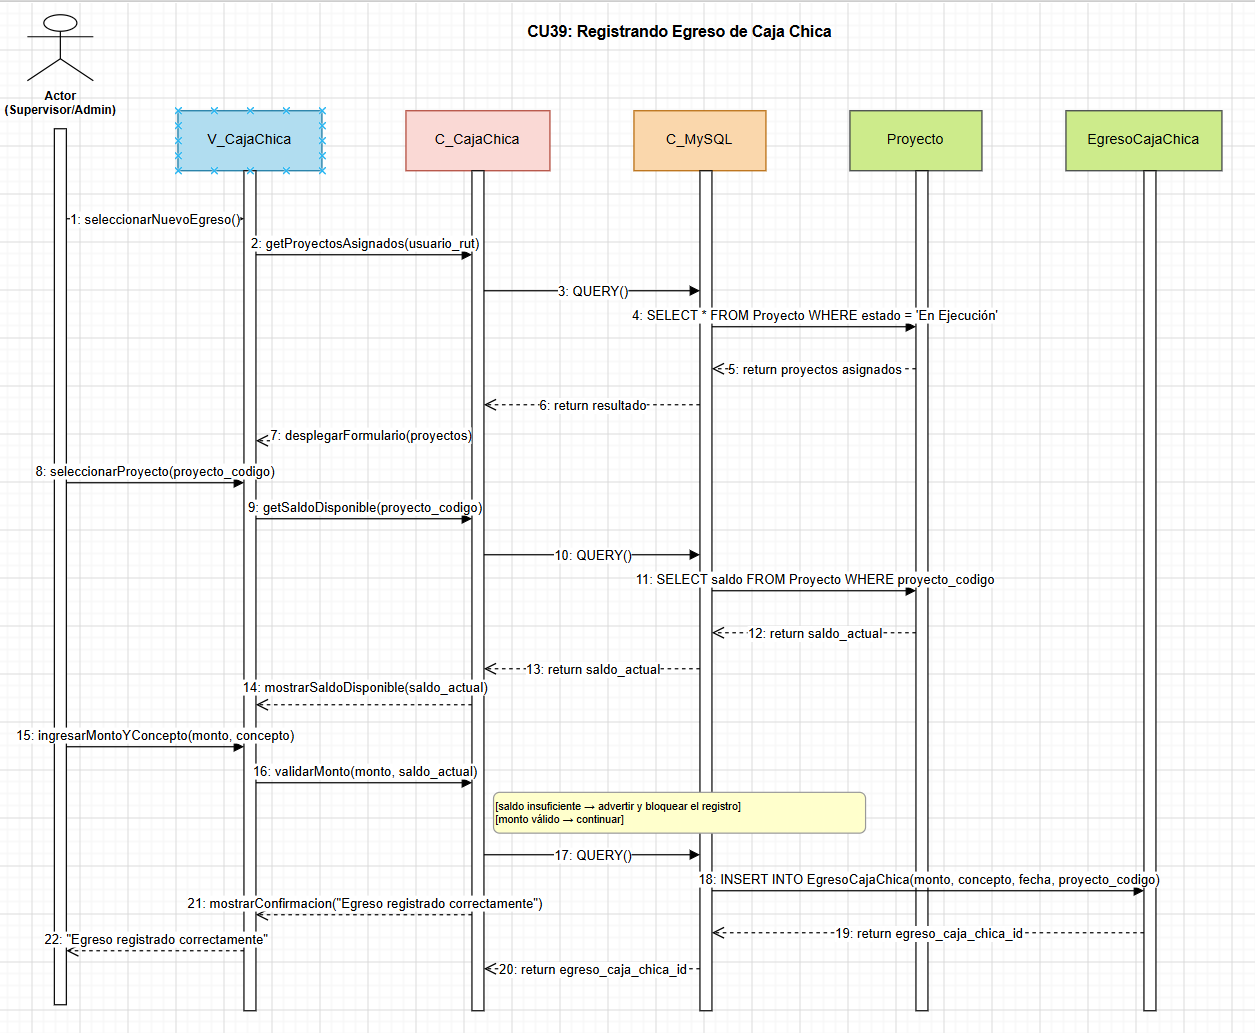 CU39: Registrando Egreso de Caja Chica
Actor
(Supervisor/Admin)
V_CajaChica
C_CajaChica
C_MySQL
Proyecto
EgresoCajaChica
1: seleccionarNuevoEgreso()
2: getProyectosAsignados(usuario_rut)
3: QUERY()
4: SELECT * FROM Proyecto WHERE estado = 'En Ejecución'
5: return proyectos asignados
6: return resultado
7: desplegarFormulario(proyectos)
8: seleccionarProyecto(proyecto_codigo)
9: getSaldoDisponible(proyecto_codigo)
10: QUERY()
11: SELECT saldo FROM Proyecto WHERE proyecto_codigo
12: return saldo_actual
13: return saldo_actual
14: mostrarSaldoDisponible(saldo_actual)
15: ingresarMontoYConcepto(monto, concepto)
16: validarMonto(monto, saldo_actual)
[saldo insuficiente → advertir y bloquear el registro]
[monto válido → continuar]
17: QUERY()
18: INSERT INTO EgresoCajaChica(monto, concepto, fecha, proyecto_codigo)
21: mostrarConfirmacion("Egreso registrado correctamente")
19: return egreso_caja_chica_id
22: "Egreso registrado correctamente"
20: return egreso_caja_chica_id